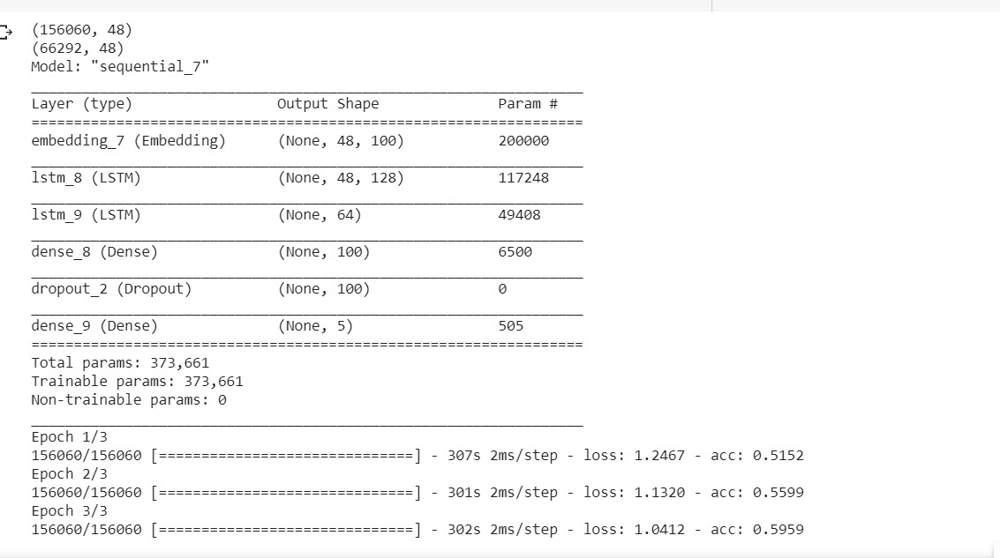 (156060, 48)
(66292, 48)
Model: "sequential_7"
_________________________________________________________________
Layer (type)                 Output Shape              Param #
=================================================================
embedding_7 (Embedding)      (None, 48, 100)           200000
_________________________________________________________________
lstm_8 (LSTM)                (None, 48, 128)           117248
_________________________________________________________________
lstm_9 (LSTM)                (None, 64)                49408
_________________________________________________________________
dense_8 (Dense)              (None, 100)               6500
_________________________________________________________________
dropout_2 (Dropout)          (None, 100)               0
_________________________________________________________________
dense_9 (Dense)              (None, 5)                 505
=================================================================
Total params: 373,661
Trainable params: 373,661
Non-trainable params: 0
_________________________________________________________________
Epoch 1/3
156060/156060 [==============================] - 307s 2ms/step - loss: 1.2467 - acc: 0.5152
Epoch 2/3
156060/156060 [==============================] - 301s 2ms/step - loss: 1.1320 - acc: 0.5599
Epoch 3/3
156060/156060 [==============================] - 302s 2ms/step - loss: 1.0412 - acc: 0.5959